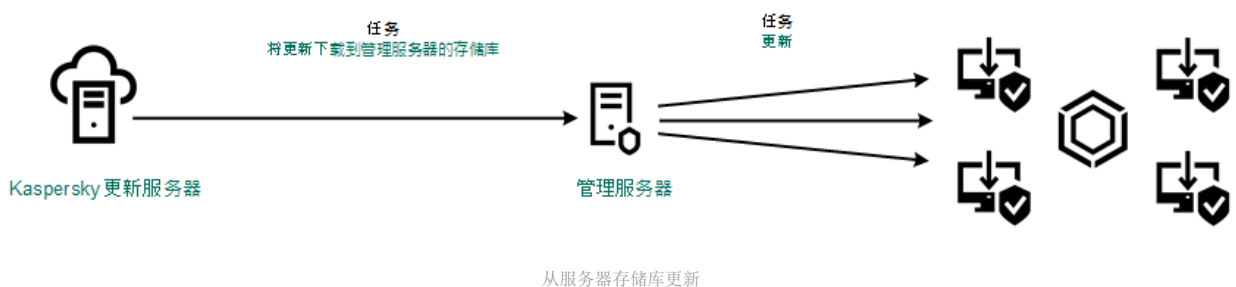 任务
将更新下载到管理服务器的存储库
任务
更新
Kaspersky 更新服务器
管理服务器
从服务器存储库更新